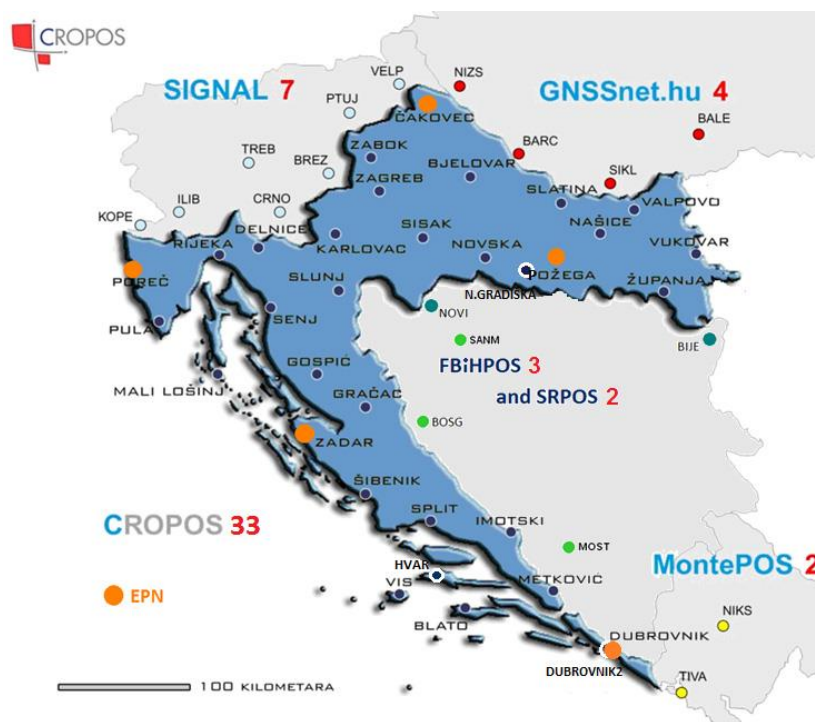 CROPOS
SIGNAL 7
VELP
NIZS
GNSSnet.hu 4
PTUJ
ČAKOVEC
BALE
TREB
BREZ
ZABOK
BJELOVAR
BARC
SIKL
ZAGREB
SLATINA
VALPOVO
KOPE
ILIB
CRNO
DELNICE
RIJEKA
KARLOVAC
SISAK
NOVSKA
NAŠICE
VUKOVAR
POREČ
SLUNJ
POŽEGA
ŽUPANJA
N.GRADIŠKA
PULA
SENJ
NOVI
SANM
BIJE
GOSPIĆ
FBiHPOS 3
and SRPOS 2
MALI LOŠINJ
GRAČAC
BOSG
ZADAR
ŠIBENIK
SPLIT
IMOTSKI
CROPOS 33
MOST
HVAR
MontePOS 2
VIS
METKOVIĆ
EPN
BLATO
NIKS
DUBROVNIK
DUBROVNIK2
TIVA
100 KILOMETARA